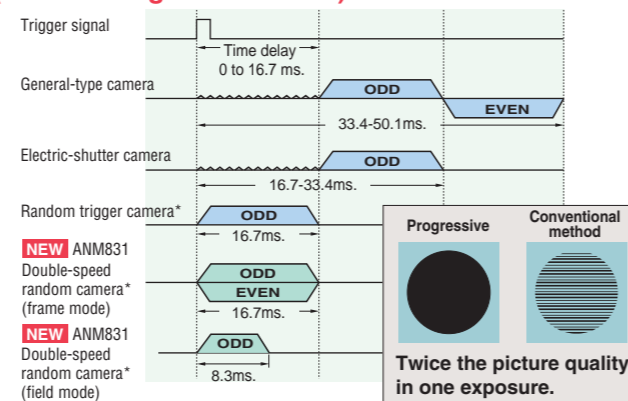 Trigger signal
Time delay
0 to 16.7 ms.
General-type camera
ODD
EVEN
33.4-50.1ms.
Electric-shutter camera
ODD
16.7-33.4ms.
Random trigger camera*
ODD
16.7ms.
NEW ANM831
Double-speed
random camera*
(frame mode)
ODD
EVEN
16.7ms.
NEW ANM831
Double-speed
random camera*
(field mode)
ODD
8.3ms.
Progressive
Conventional
method
Twice the picture quality
in one exposure.